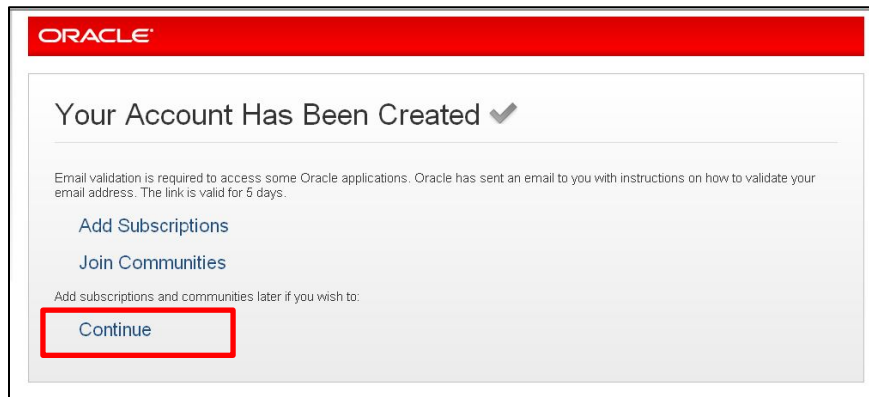 ORACLE
Your Account Has Been Created
Email validation is required to access some Oracle applications. Oracle has sent an email to you with instructions on how to validate your
email address. The link is valid for 5 days.
Add Subscriptions
Join Communities
Add subscriptions and communities later if you wish to:
Continue